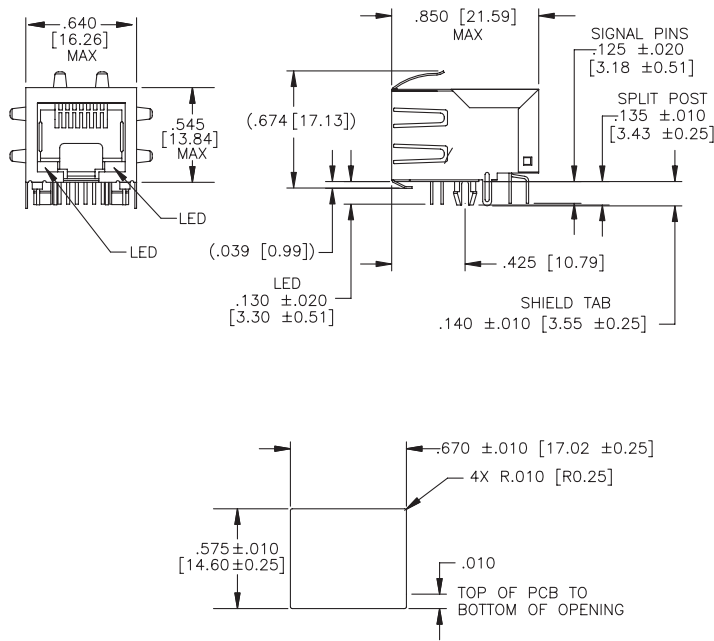 .640
[16.26]
MAX
.545
[13.84]
MAX
LED
LED
.850 [21.59]
MAX
(.674 [17.13])
(.039 [0.99])
LED
.130 ±.020
[3.30 ±0.51]
SIGNAL PINS
.125 ±.020
[3.18 ±0.51]
SPLIT POST
.135 ±.010
[3.43 ±0.25]
.425 [10.79]
SHIELD TAB
.140 ±.010 [3.55 ±0.25]
.670 ±.010 [17.02 ±0.25]
4X R.010 [R0.25]
.575±.010
[14.60±0.25]
.010
TOP OF PCB TO
BOTTOM OF OPENING